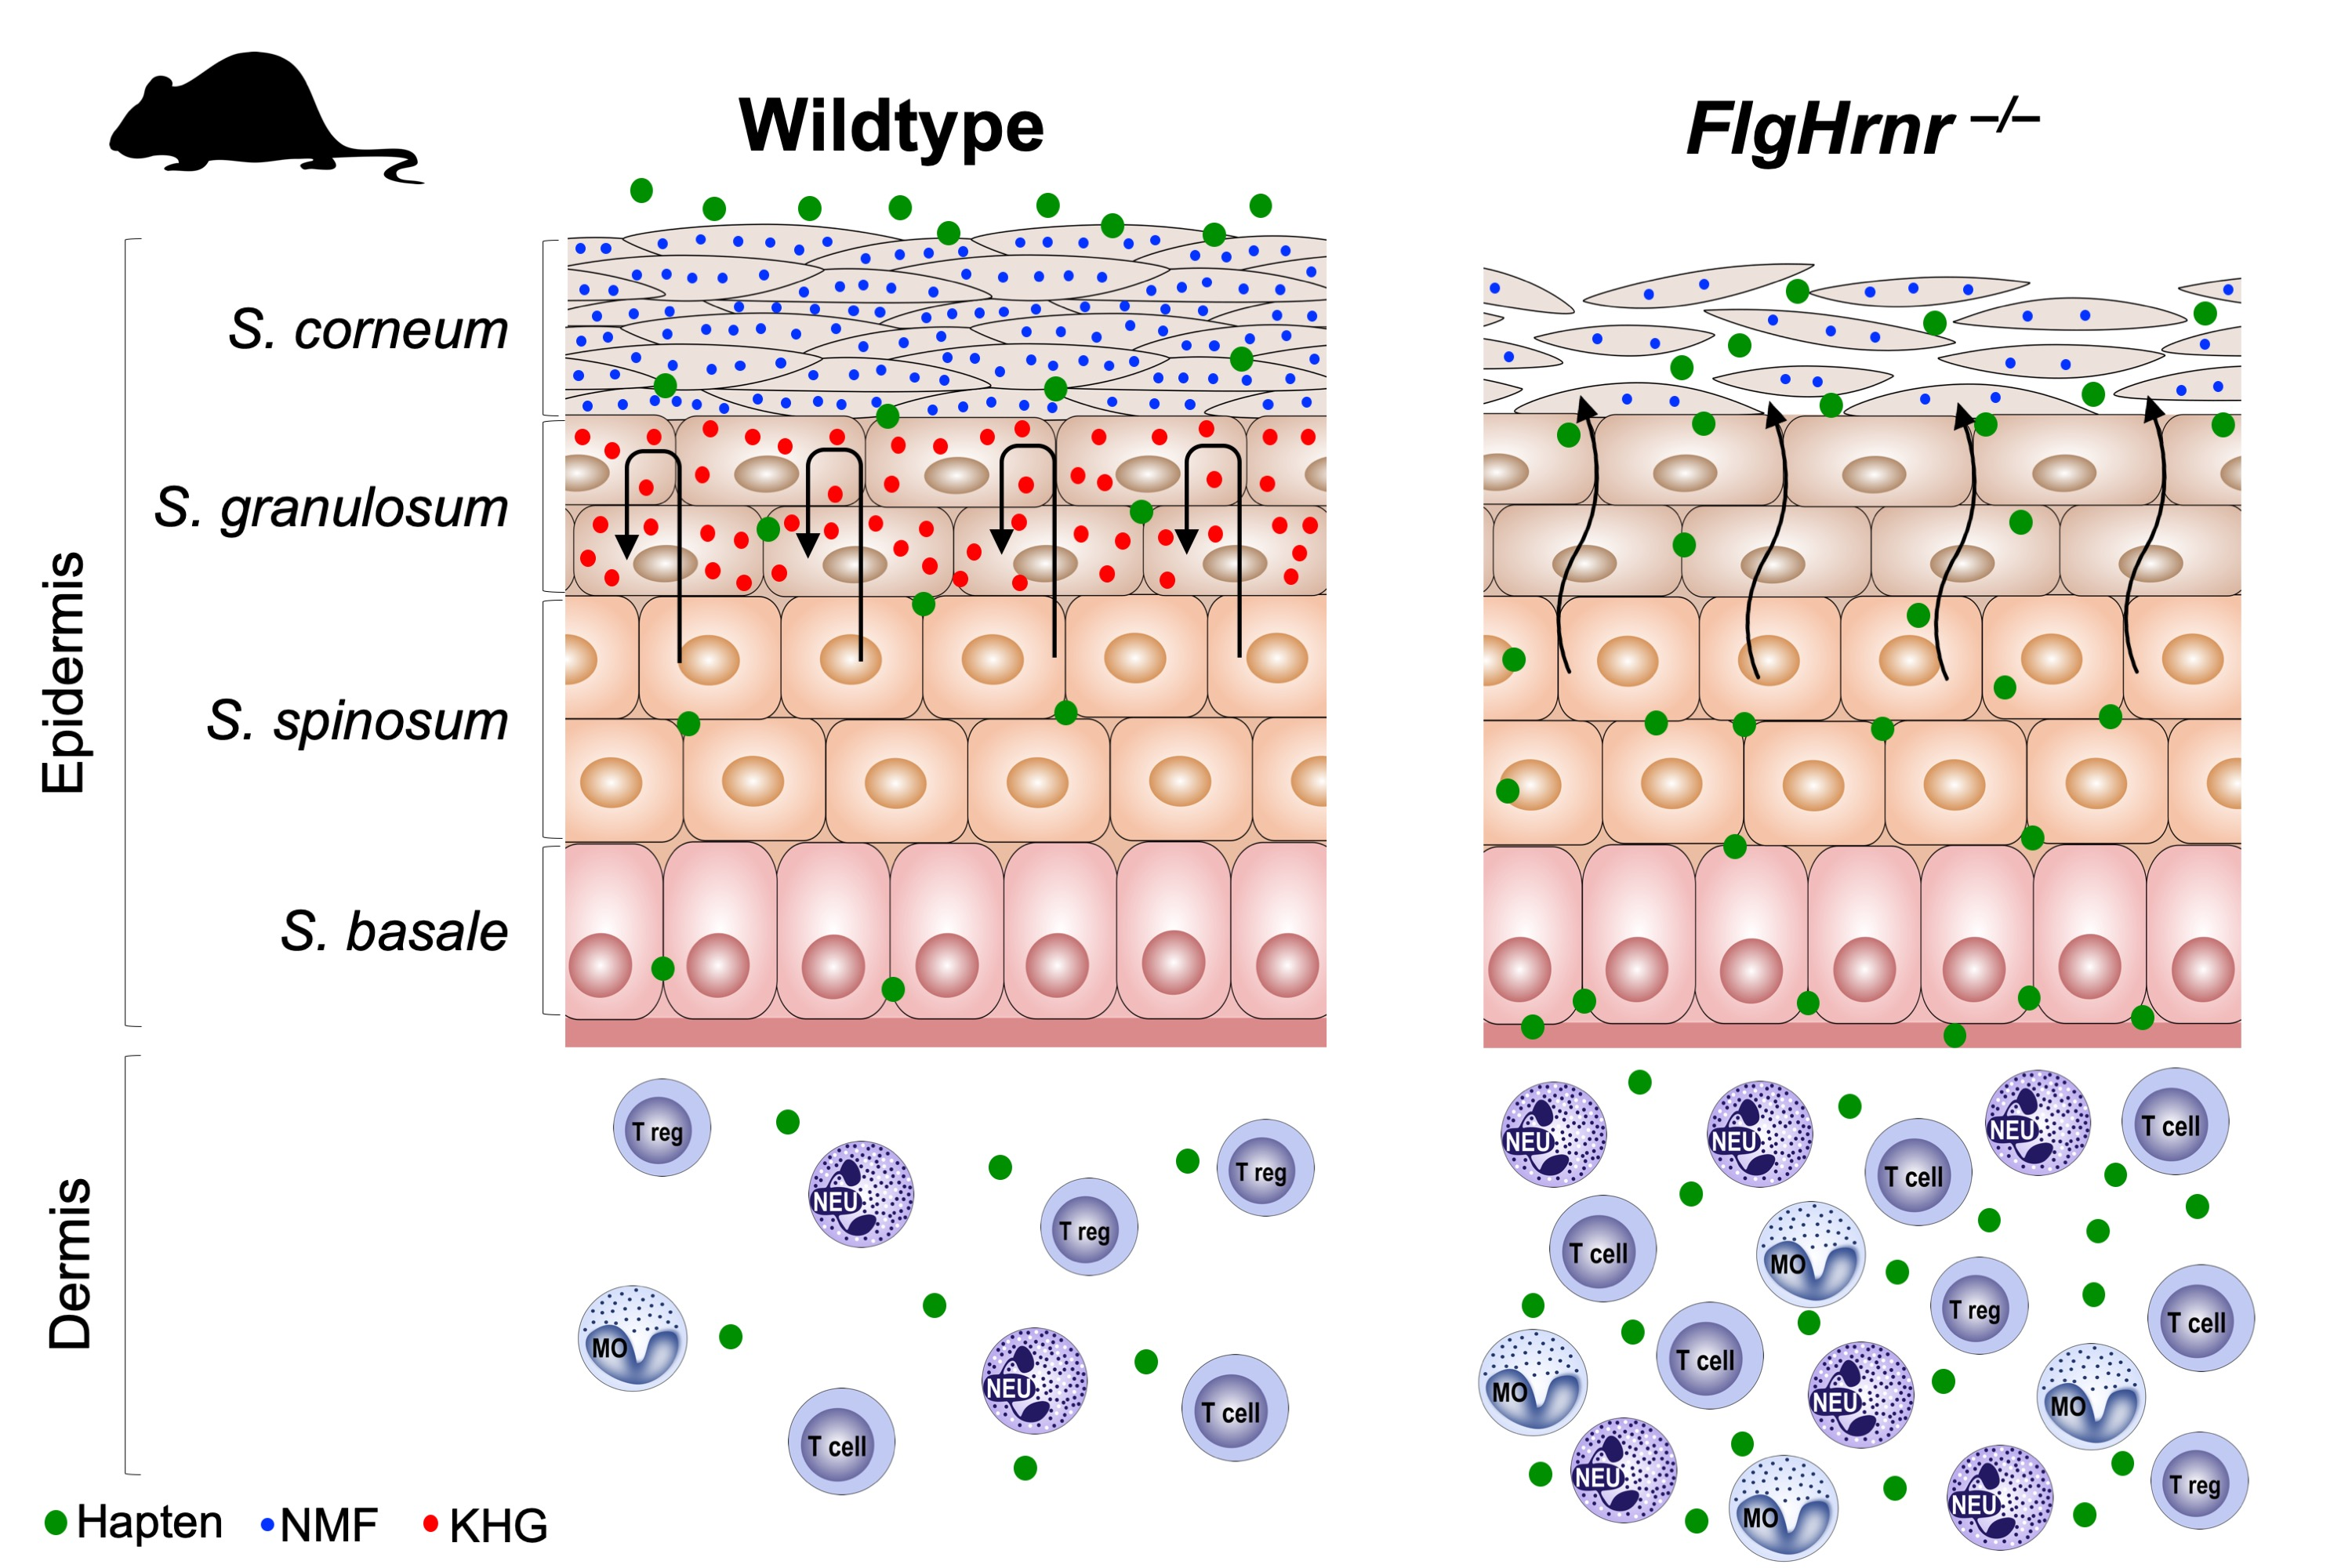 Wildtype
FlgHrnr –/–
Epidermis
S. corneum
S. granulosum
S. spinosum
S. basale
Dermis
T reg
NEU
T reg
T reg
MO
NEU
T cell
T cell
NEU
NEU
NEU
T cell
T cell
T cell
MO
T reg
T cell
MO
T cell
NEU
MO
NEU
MO
NEU
T reg
Hapten
NMF
KHG